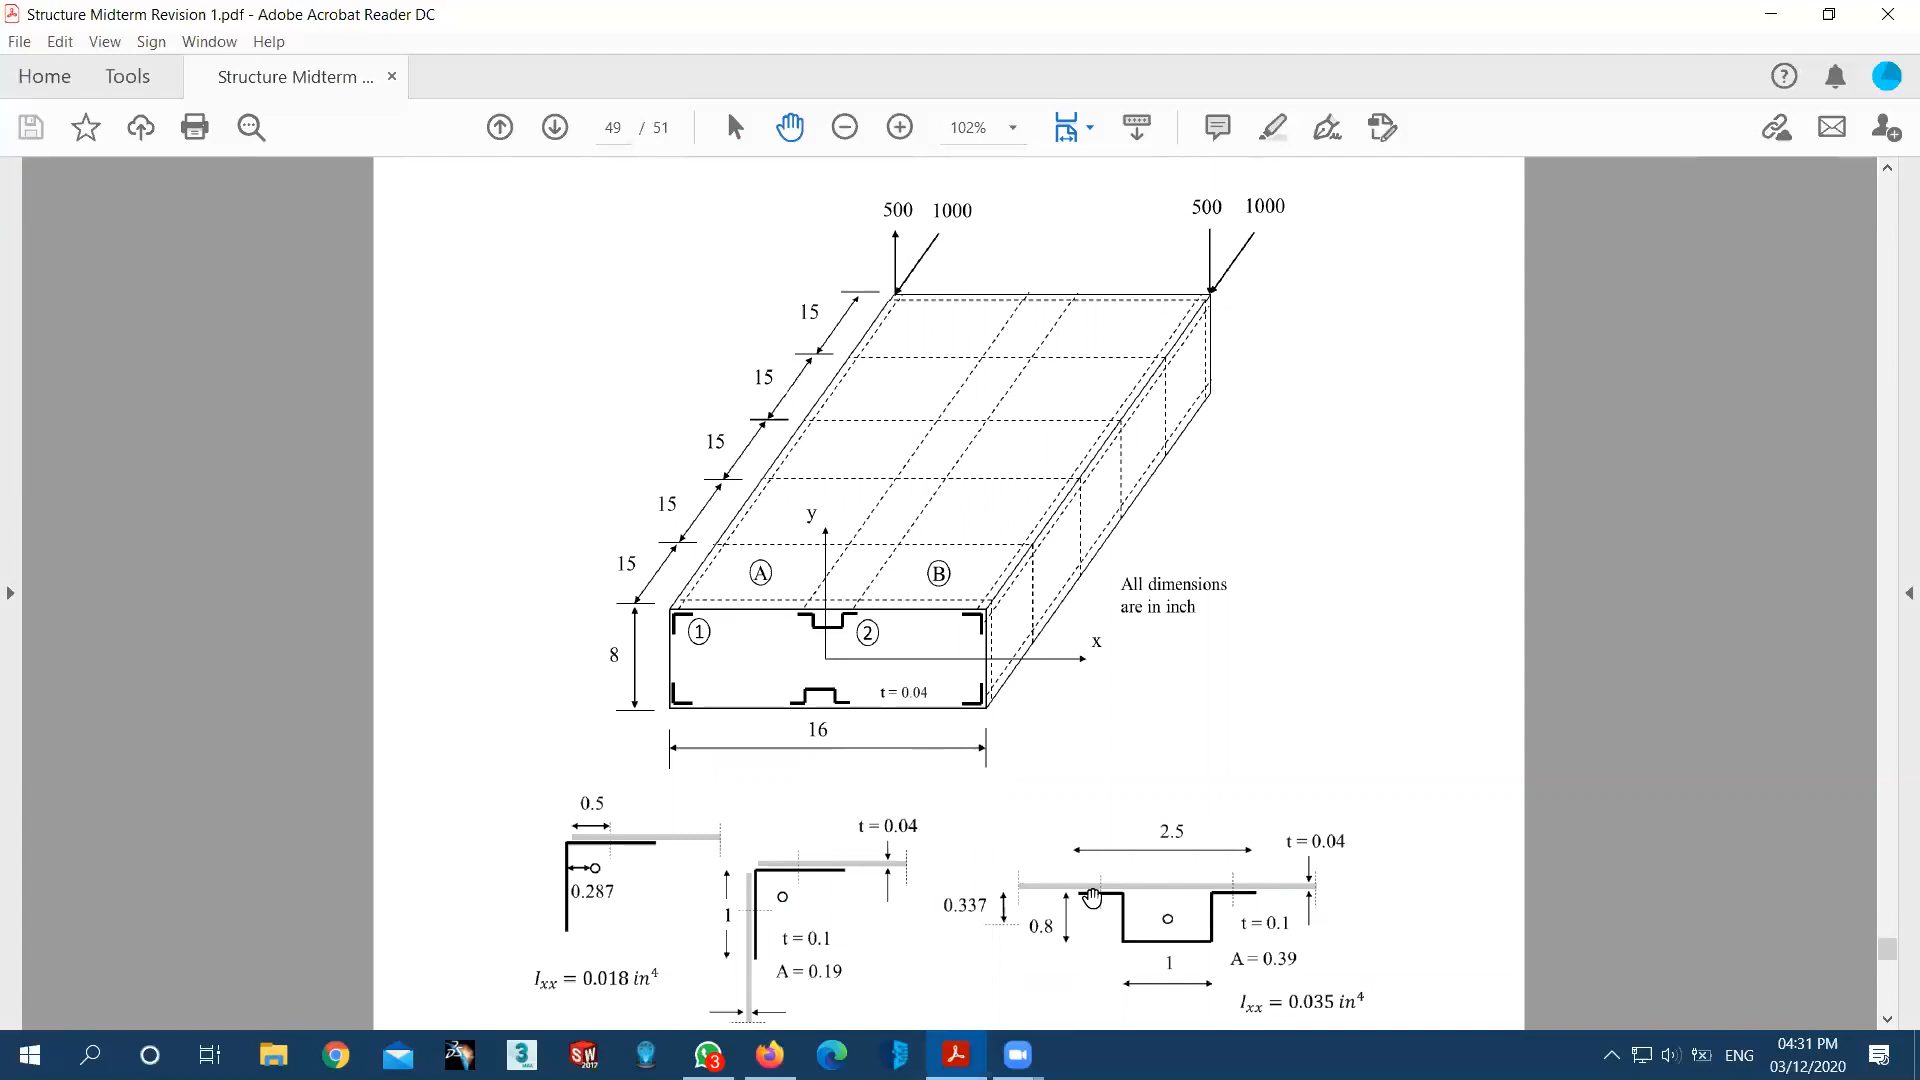 Structure Midterm Revision 1.pdf - Adobe Acrobat Reader DC
File Edit View Sign Window Help
Home Tools Structure Midterm ... ×
49 / 51 102%
500 1000 500 1000
15
15
15
15
15
y
A B
All dimensions
are in inch
1 2
x
8
t = 0.04
16
0.5
t = 0.04
2.5
t = 0.04
0.287
1
0.337
0.8
t = 0.1
t = 0.1
A = 0.19
A = 0.39
1
Ixx = 0.018 in⁴
Ixx = 0.035 in⁴
3
SW
2017
3
ENG
04:31 PM
03/12/2020